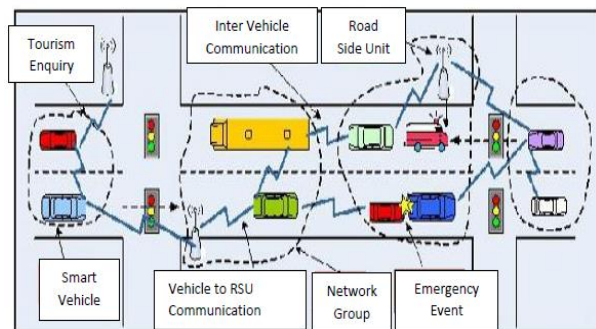 Tourism
Enquiry
Inter Vehicle
Communication
Road
Side Unit
Smart
Vehicle
Vehicle to RSU
Communication
Network
Group
Emergency
Event